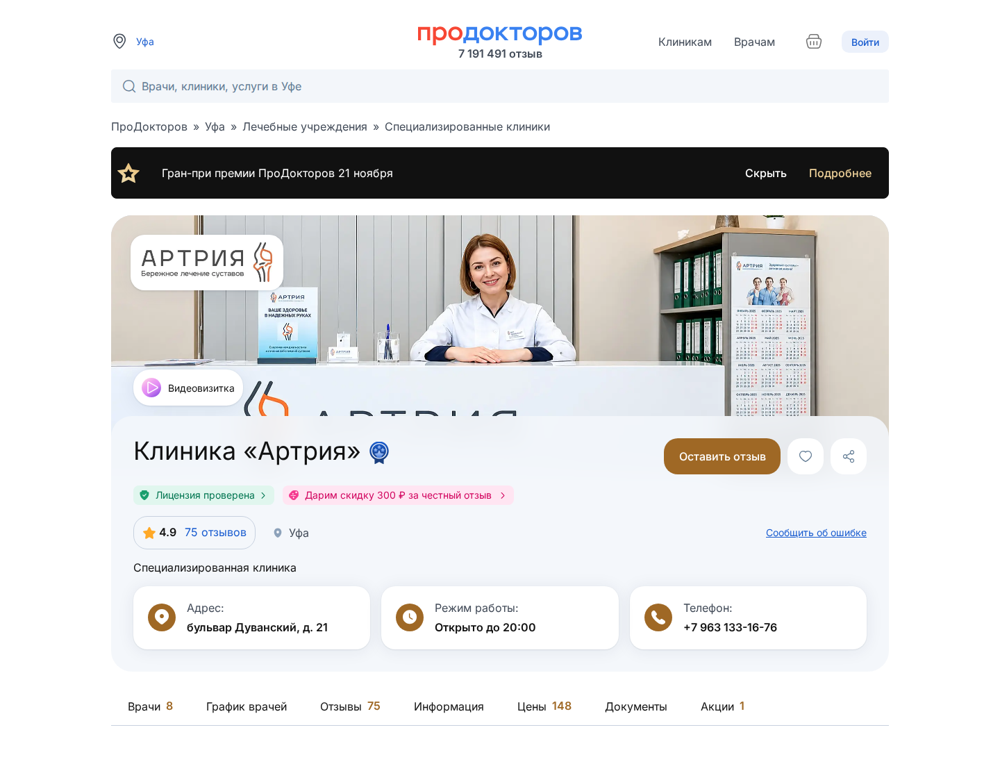 Уфа
продокторов
7 191 491 отзыв
Клиникам
Врачам
Войти
Врачи, клиники, услуги в Уфе
ПроДокторов » Уфа » Лечебные учреждения » Специализированные клиники
Гран-при премии ПроДокторов 21 ноября
Скрыть
Подробнее
АРТРИЯ
Бережное лечение суставов
АРТРИЯ
ВАШЕ ЗДОРОВЬЕ
В НАДЕЖНЫХ РУКАХ
АРТРИЯ
Видеовизитка
АРТРИЯ
Клиника «Артрия»
Оставить отзыв
Лицензия проверена
Дарим скидку 300 ₽ за честный отзыв
4.9 75 отзывов
Уфа
Сообщить об ошибке
Специализированная клиника
Адрес:
бульвар Дуванский, д. 21
Режим работы:
Открыто до 20:00
Телефон:
+7 963 133-16-76
Врачи 8
График врачей
Отзывы 75
Информация
Цены 148
Документы
Акции 1